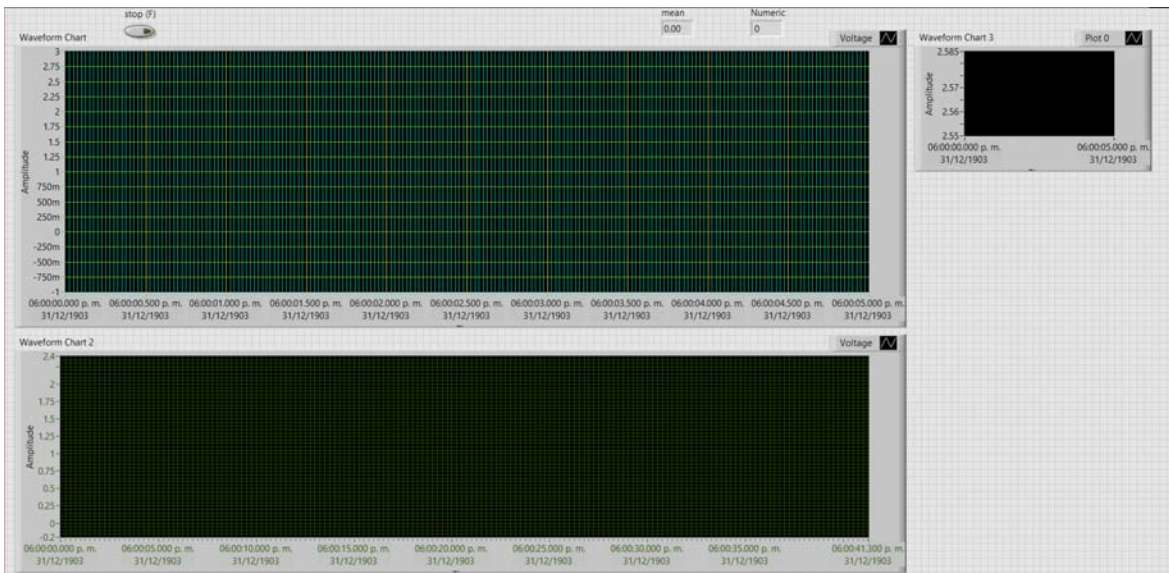 stop (F)
mean
Numeric
0.00
0
Waveform Chart
Voltage
3
2.75
2.5
2.25
2
1.75
1.5
1.25
1
750m
500m
250m
0
-250m
-500m
-750m
-1
Amplitude
06:00:00.000 p. m. 06:00:00.500 p. m. 06:00:01.000 p. m. 06:00:01.500 p. m. 06:00:02.000 p. m. 06:00:02.500 p. m. 06:00:03.000 p. m. 06:00:03.500 p. m. 06:00:04.000 p. m. 06:00:04.500 p. m. 06:00:05.000 p. m.
31/12/1903 31/12/1903 31/12/1903 31/12/1903 31/12/1903 31/12/1903 31/12/1903 31/12/1903 31/12/1903 31/12/1903 31/12/1903
Waveform Chart 3
Plot 0
2.585
2.57
2.56
2.55
Amplitude
06:00:00.000 p. m. 06:00:05.000 p. m.
31/12/1903 31/12/1903
Waveform Chart 2
Voltage
2.4
2
1.75
1.5
1.25
1
0.75
0.5
0.25
0
-0.2
Amplitude
06:00:00.000 p. m. 06:00:05.000 p. m. 06:00:10.000 p. m. 06:00:15.000 p. m. 06:00:20.000 p. m. 06:00:25.000 p. m. 06:00:30.000 p. m. 06:00:35.000 p. m. 06:00:41.300 p. m.
31/12/1903 31/12/1903 31/12/1903 31/12/1903 31/12/1903 31/12/1903 31/12/1903 31/12/1903 31/12/1903